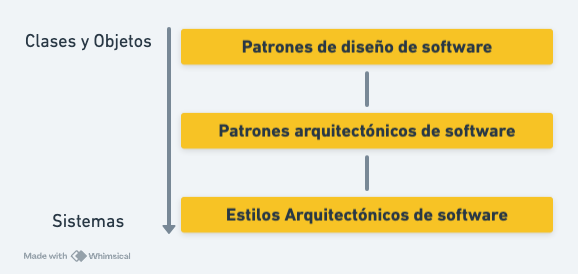 Clases y Objetos
Patrones de diseño de software
Patrones arquitectónicos de software
Estilos Arquitectónicos de software
Sistemas
Made with Whimsical